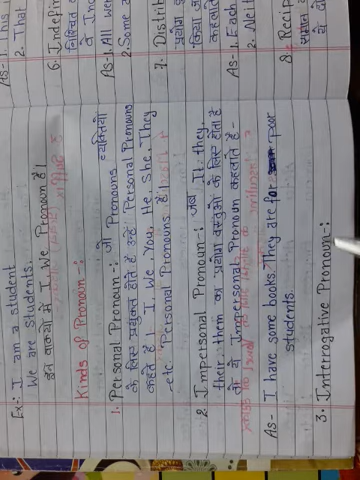 Ex:- I am a student
We are students.
इन वाक्यों में I, We Pronoun हैं।
Kinds of Pronoun -:
1. Personal Pronoun -: जो Pronouns व्यक्तियों
के लिए प्रयुक्त होते हैं उन्हें Personal Pronouns
कहते हैं। I, We, You, He, She, They
etc. Personal Pronouns हैं।
2. Impersonal Pronoun -: जब It, they,
their, them का प्रयोग वस्तुओं के लिए होता है
तो ये Impersonal Pronoun कहलाते हैं-
As- I have some books. They are for poor
students.
3. Interrogative Pronoun -:
As -1. This
2. That
6. Indefin
निश्चित
ये Ind
As -1. All we
2. Some
7. Distrib
प्रयोग
किया
कहलाते
As - 1. Each
2. Neit
8. Recip